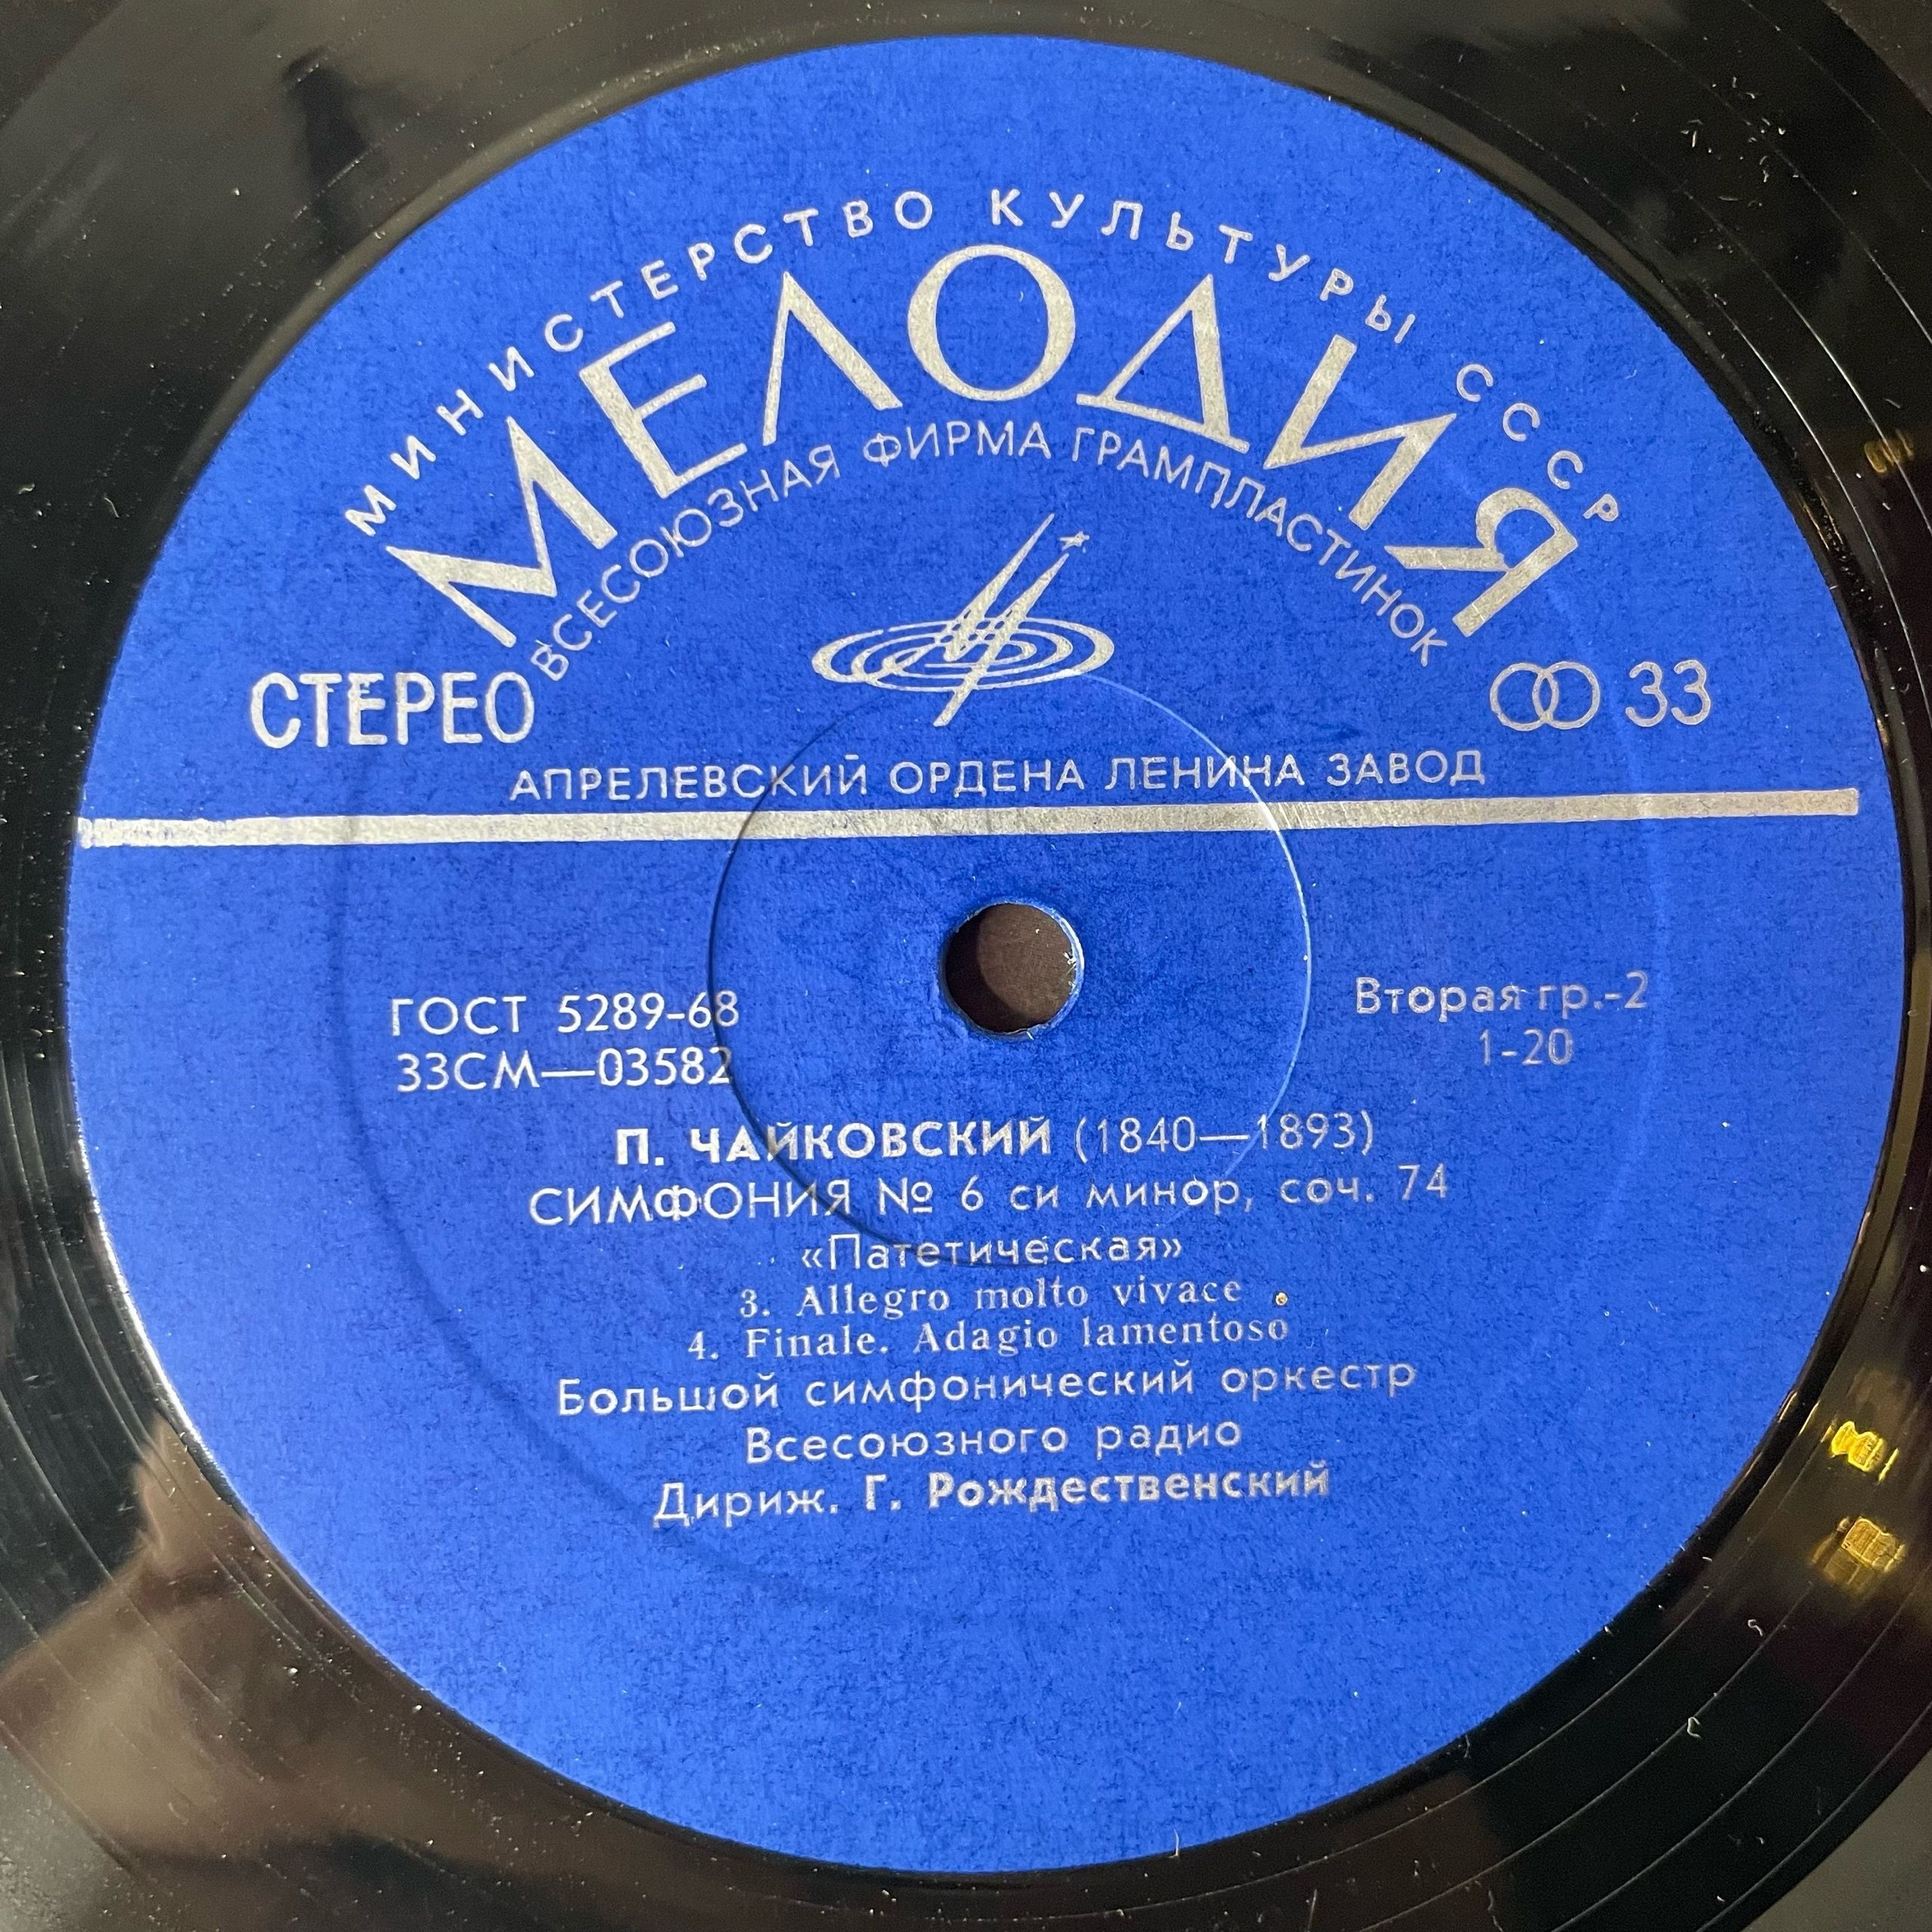 МИНИСТЕРСТВО КУЛЬТУРЫ СССР
МЕЛОДИЯ
ВСЕСОЮЗНАЯ ФИРМА ГРАМПЛАСТИНОК
СТЕРЕО
33
АПРЕЛЕВСКИЙ ОРДЕНА ЛЕНИНА ЗАВОД
ГОСТ 5289-68
33СМ—03582
Вторая гр.-2
1-20
П. ЧАЙКОВСКИЙ (1840—1893)
СИМФОНИЯ № 6 си минор, соч. 74
«Патетическая»
3. Allegro molto vivace
4. Finale. Adagio lamentoso
Большой симфонический оркестр
Всесоюзного радио
Дириж. Г. Рождественский